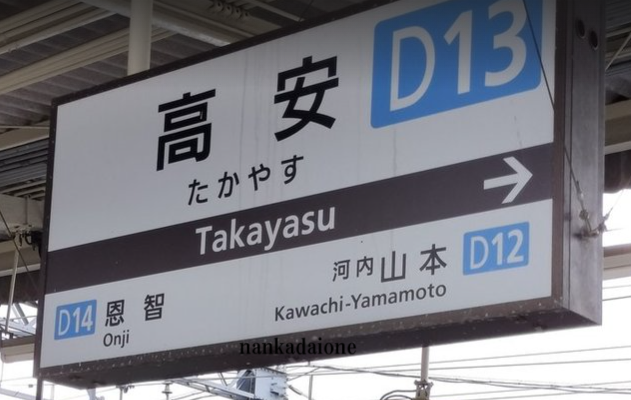 高安 D13
たかやす
Takayasu →
D14 恩智
Onji
河内山本 D12
Kawachi-Yamamoto
nankadaione